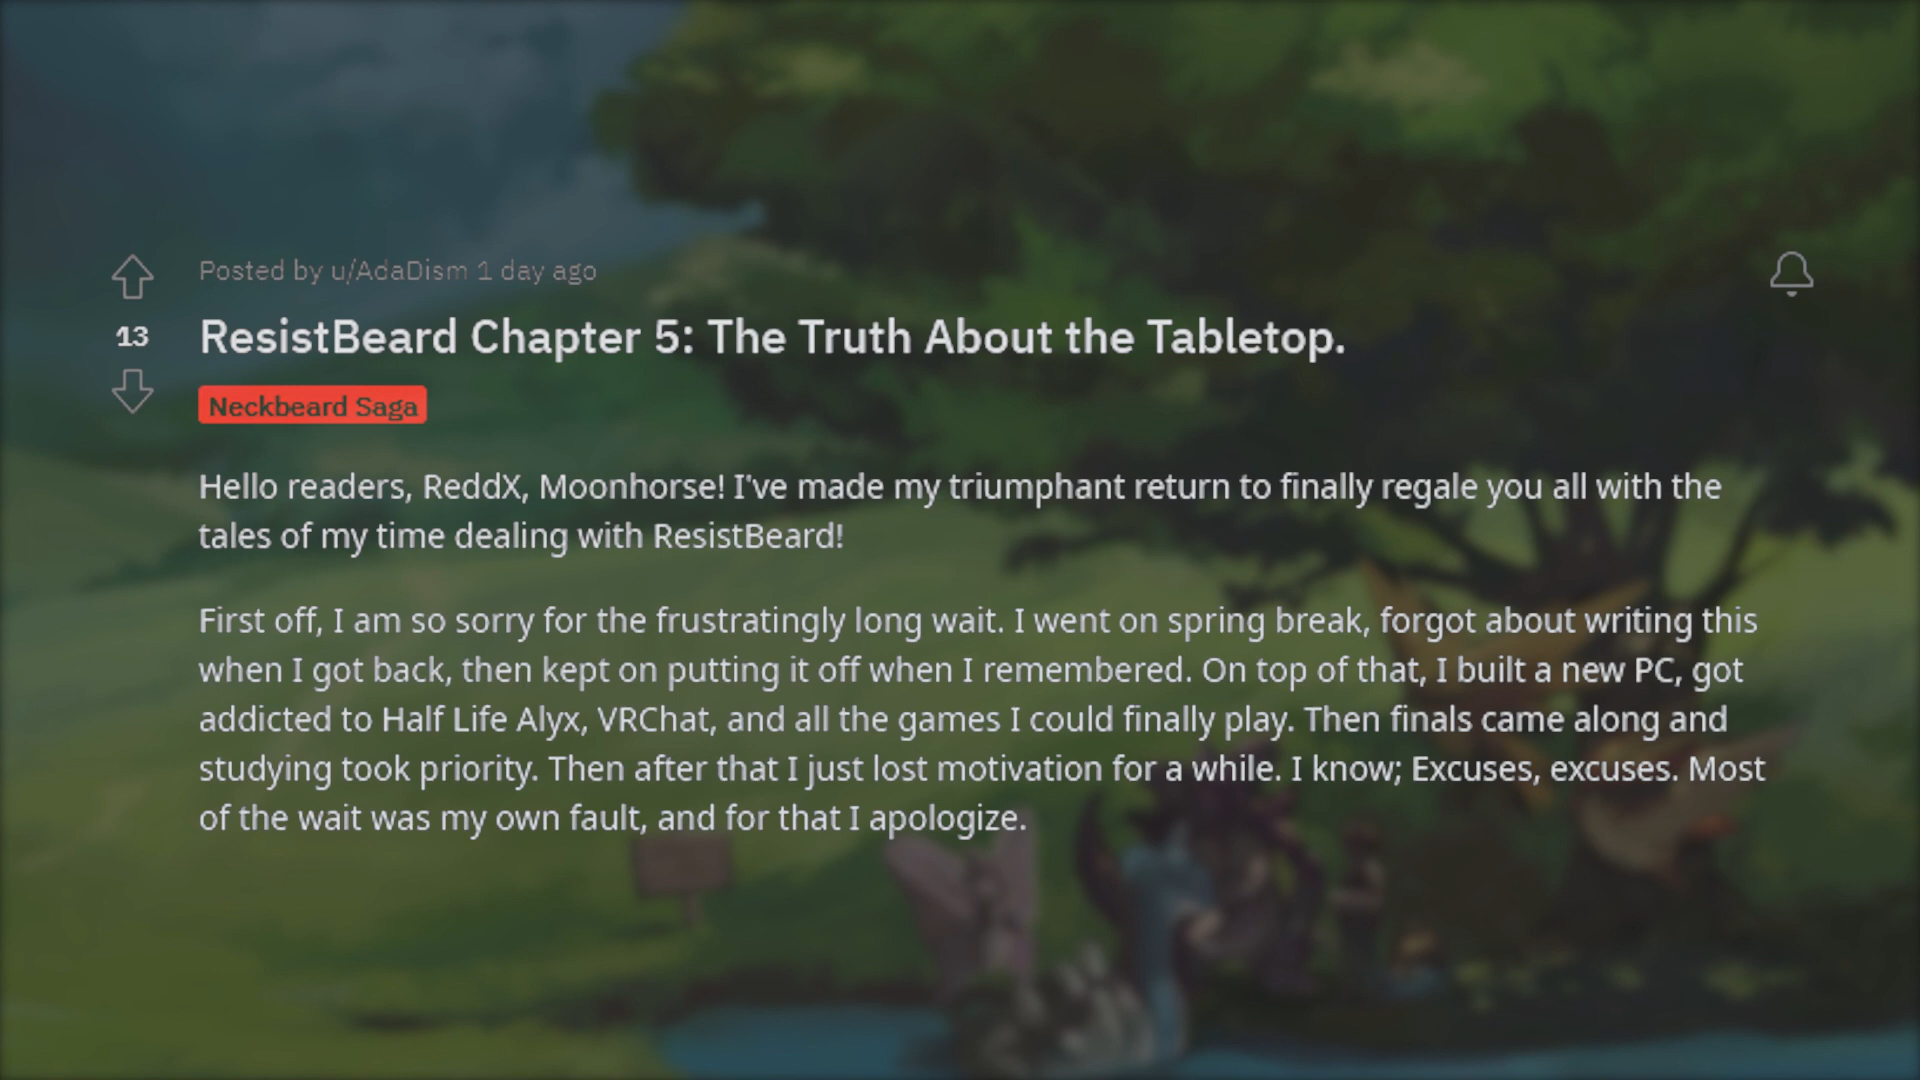 Posted by u/AdaDism 1 day ago
13
ResistBeard Chapter 5: The Truth About the Tabletop.
Neckbeard Saga
Hello readers, ReddX, Moonhorse! I've made my triumphant return to finally regale you all with the
tales of my time dealing with ResistBeard!
First off, I am so sorry for the frustratingly long wait. I went on spring break, forgot about writing this
when I got back, then kept on putting it off when I remembered. On top of that, I built a new PC, got
addicted to Half Life Alyx, VRChat, and all the games I could finally play. Then finals came along and
studying took priority. Then after that I just lost motivation for a while. I know; Excuses, excuses. Most
of the wait was my own fault, and for that I apologize.